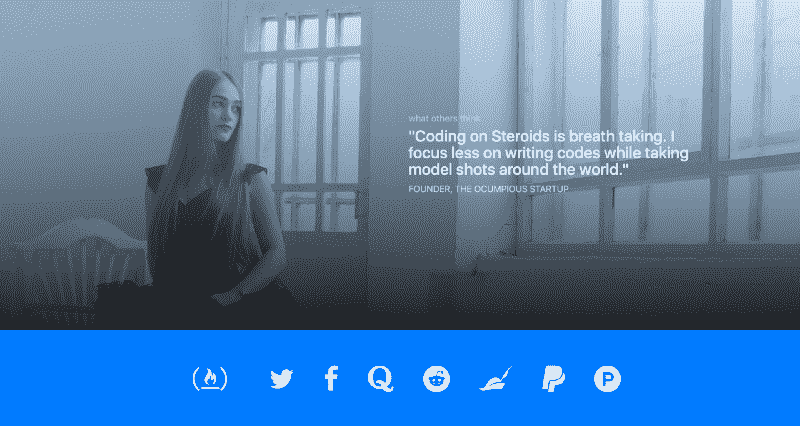 what others think
"Coding on Steroids is breath taking. I
focus less on writing codes while taking
model shots around the world."
FOUNDER, THE OCUMPIOUS STARTUP